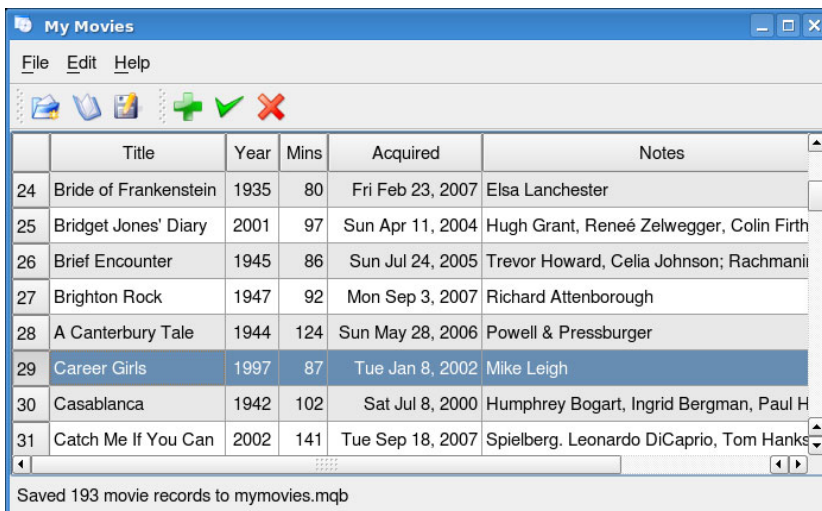 My Movies
File Edit Help
Title Year Mins Acquired Notes
24 Bride of Frankenstein 1935 80 Fri Feb 23, 2007 Elsa Lanchester
25 Bridget Jones' Diary 2001 97 Sun Apr 11, 2004 Hugh Grant, Reneé Zelwegger, Colin Firth
26 Brief Encounter 1945 86 Sun Jul 24, 2005 Trevor Howard, Celia Johnson;
27 Brighton Rock 1947 92 Mon Sep 3, 2007 Richard Attenborough
28 A Canterbury Tale 1944 124 Sun May 28, 2006 Powell & Pressburger
29 Career Girls 1997 87 Tue Jan 8, 2002 Mike Leigh
30 Casablanca 1942 102 Sat Jul 8, 2000 Humphrey Bogart, Ingrid Bergman, Paul H
31 Catch Me If You Can 2002 141 Tue Sep 18, 2007 Spielberg. Leonardo DiCaprio, Tom Hanks
Saved 193 movie records to mymovies.mqb